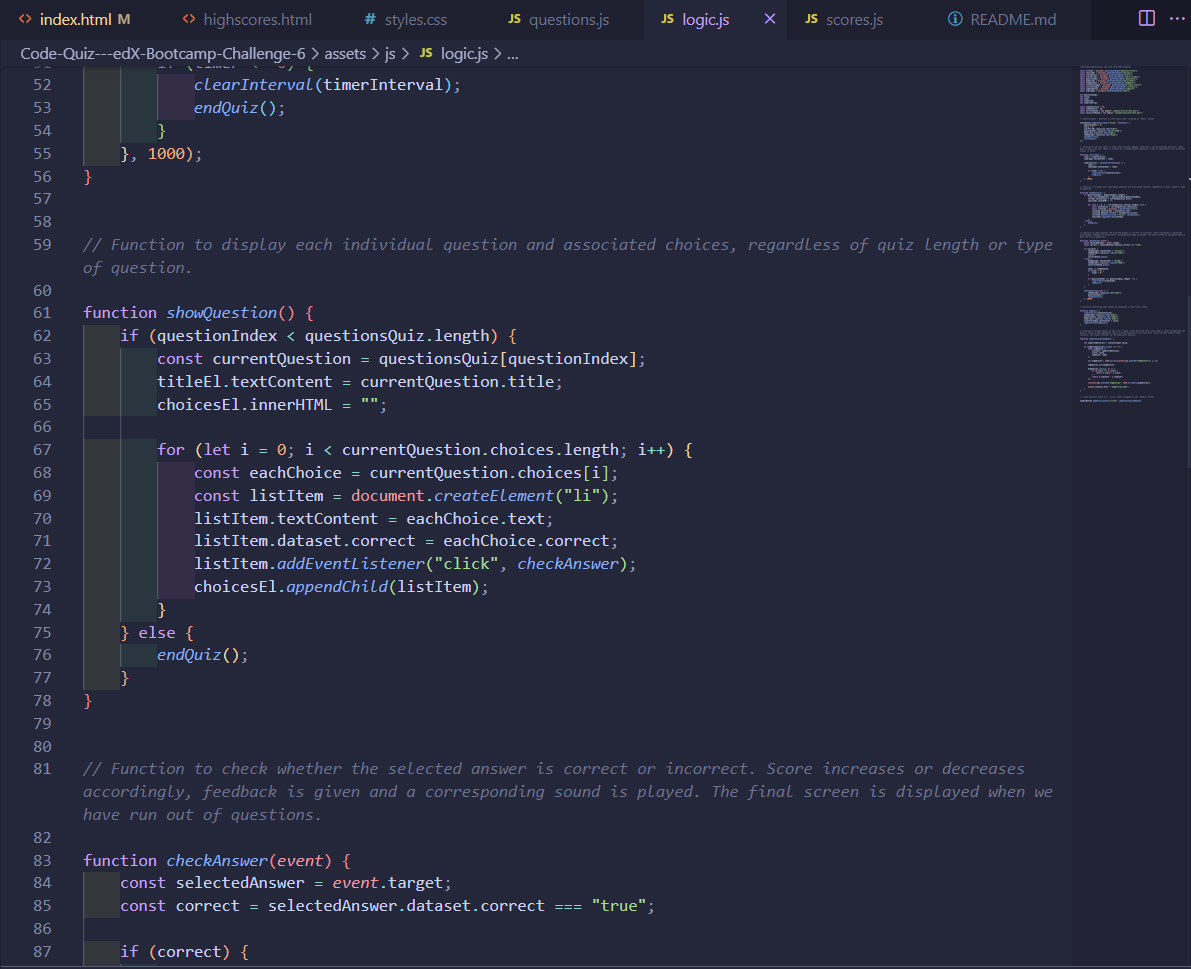 index.html M highscores.html # styles.css JS questions.js JS logic.js JS scores.js README.md
Code-Quiz---edX-Bootcamp-Challenge-6 > assets > js > JS logic.js > ...
52 clearInterval(timerInterval);
53 endQuiz();
54 }
55 }, 1000);
56 }
57
58
59 // Function to display each individual question and associated choices, regardless of quiz length or type
of question.
60
61 function showQuestion() {
62 if (questionIndex < questionsQuiz.length) {
63 const currentQuestion = questionsQuiz[questionIndex];
64 titleEl.textContent = currentQuestion.title;
65 choicesEl.innerHTML = "";
66
67 for (let i = 0; i < currentQuestion.choices.length; i++) {
68 const eachChoice = currentQuestion.choices[i];
69 const listItem = document.createElement("li");
70 listItem.textContent = eachChoice.text;
71 listItem.dataset.correct = eachChoice.correct;
72 listItem.addEventListener("click", checkAnswer);
73 choicesEl.appendChild(listItem);
74 }
75 } else {
76 endQuiz();
77 }
78 }
79
80
81 // Function to check whether the selected answer is correct or incorrect. Score increases or decreases
accordingly, feedback is given and a corresponding sound is played. The final screen is displayed when we
have run out of questions.
82
83 function checkAnswer(event) {
84 const selectedAnswer = event.target;
85 const correct = selectedAnswer.dataset.correct === "true";
86
87 if (correct) {